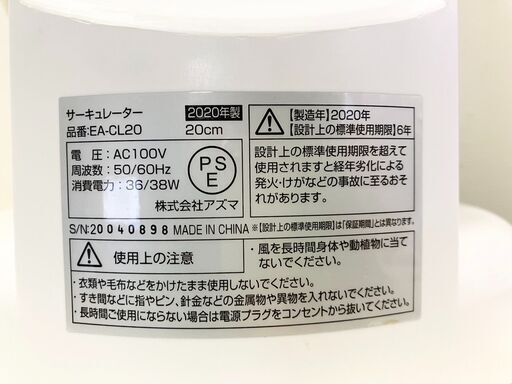 サーキュレーター 2020年製
品番:EA-CL20 20cm
電 圧:AC100V
周波数:50/60Hz
消費電力:36/38W
PS
E
株式会社アズマ
【製造年】2020年
【設計上の標準使用期限】6年
設計上の標準使用期限を超えて
使用されますと経年劣化による
発火・けがなどの事故に至るおそ
れがあります。
S/N:20040898 MADE IN CHINA ※【設計上の標準使用期限】は「保証期間」とは異なります。
使用上の注意
・風を長時間身体や動植物に当て
ないでください。
・衣類や毛布などをかけたまま使用しないでください。
・すき間などに指やピン、針金などの金属物や異物を入れないでください。
・長時間ご使用にならない場合は電源プラグをコンセントから抜いてください。